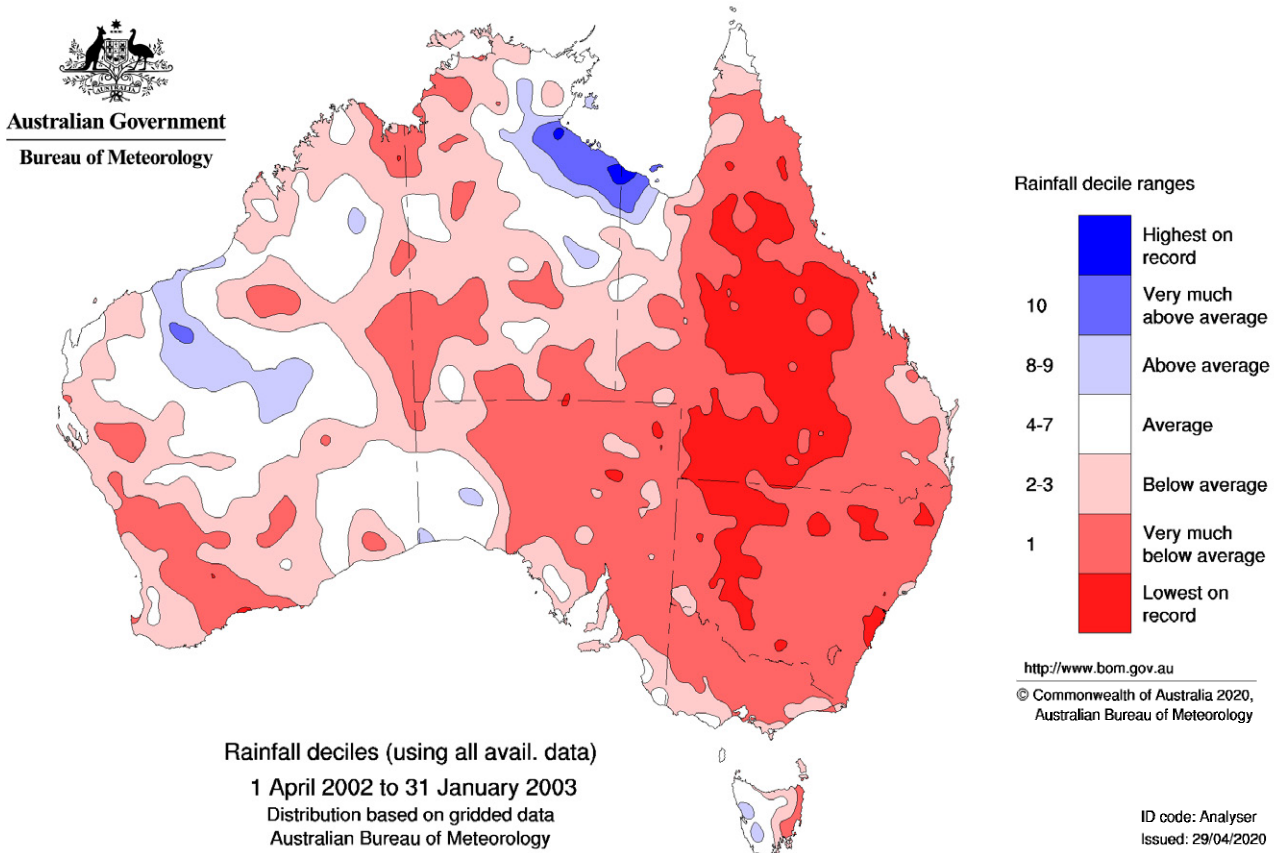 AUSTRALIA
Australian Government
Bureau of Meteorology
Rainfall decile ranges
Highest on
record
10
Very much
above average
8-9
Above average
4-7
Average
2-3
Below average
1
Very much
below average
Lowest on
record
http://www.bom.gov.au
© Commonwealth of Australia 2020,
Australian Bureau of Meteorology
Rainfall deciles (using all avail. data)
1 April 2002 to 31 January 2003
Distribution based on gridded data
Australian Bureau of Meteorology
ID code: Analyser
Issued: 29/04/2020